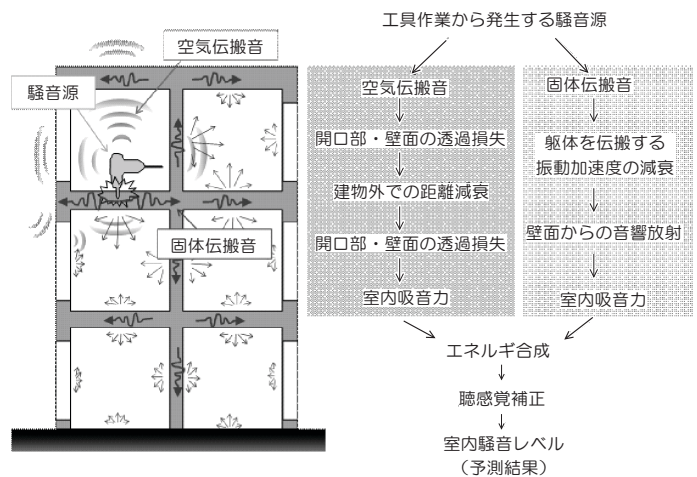 空気伝搬音
騒音源
固体伝搬音
工具作業から発生する騒音源
空気伝搬音
開口部・壁面の透過損失
建物外での距離減衰
開口部・壁面の透過損失
室内吸音力
固体伝搬音
躯体を伝搬する
振動加速度の減衰
壁面からの音響放射
室内吸音力
エネルギ合成
聴感覚補正
室内騒音レベル
（予測結果）